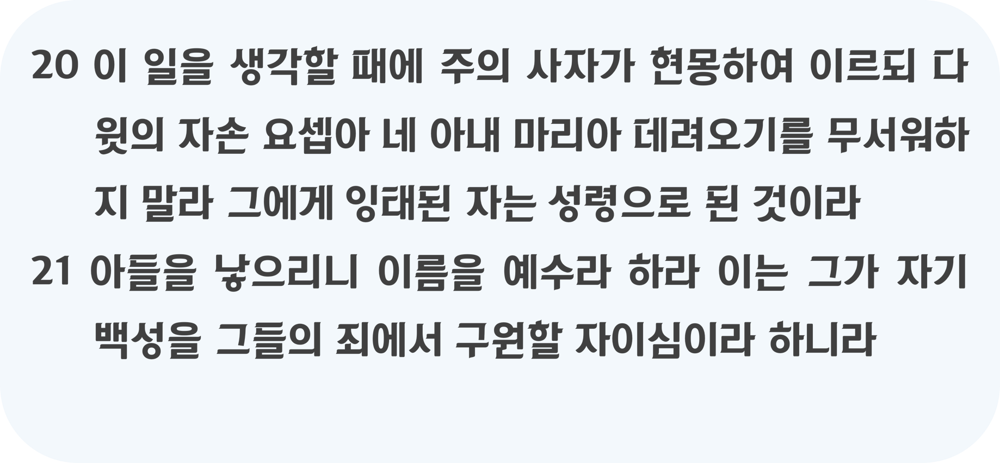 20 이 일을 생각할 때에 주의 사자가 현몽하여 이르되 다
윗의 자손 요셉아 네 아내 마리아 데려오기를 무서워하
지 말라 그에게 잉태된 자는 성령으로 된 것이라
21 아들을 낳으리니 이름을 예수라 하라 이는 그가 자기
백성을 그들의 죄에서 구원할 자이심이라 하니라